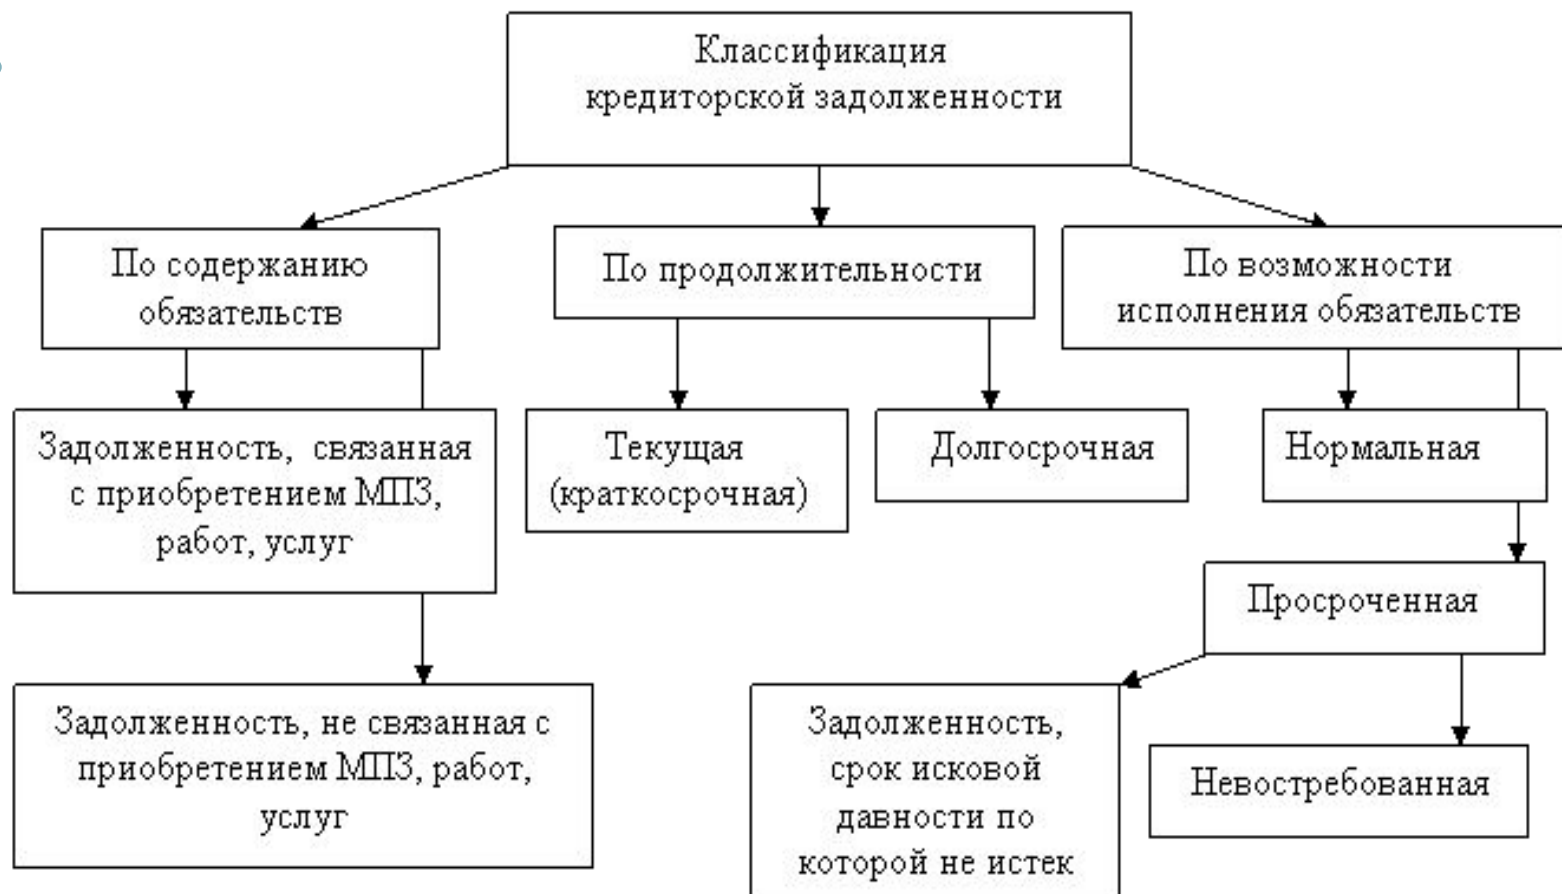 Классификация
кредиторской задолженности
По содержанию
обязательств
По продолжительности
По возможности
исполнения обязательств
Задолженность, связанная
с приобретением МПЗ,
работ, услуг
Текущая
(краткосрочная)
Долгосрочная
Нормальная
Просроченная
Задолженность, не связанная с
приобретением МПЗ, работ,
услуг
Задолженность,
срок исковой
давности по
которой не истек
Невостребованная